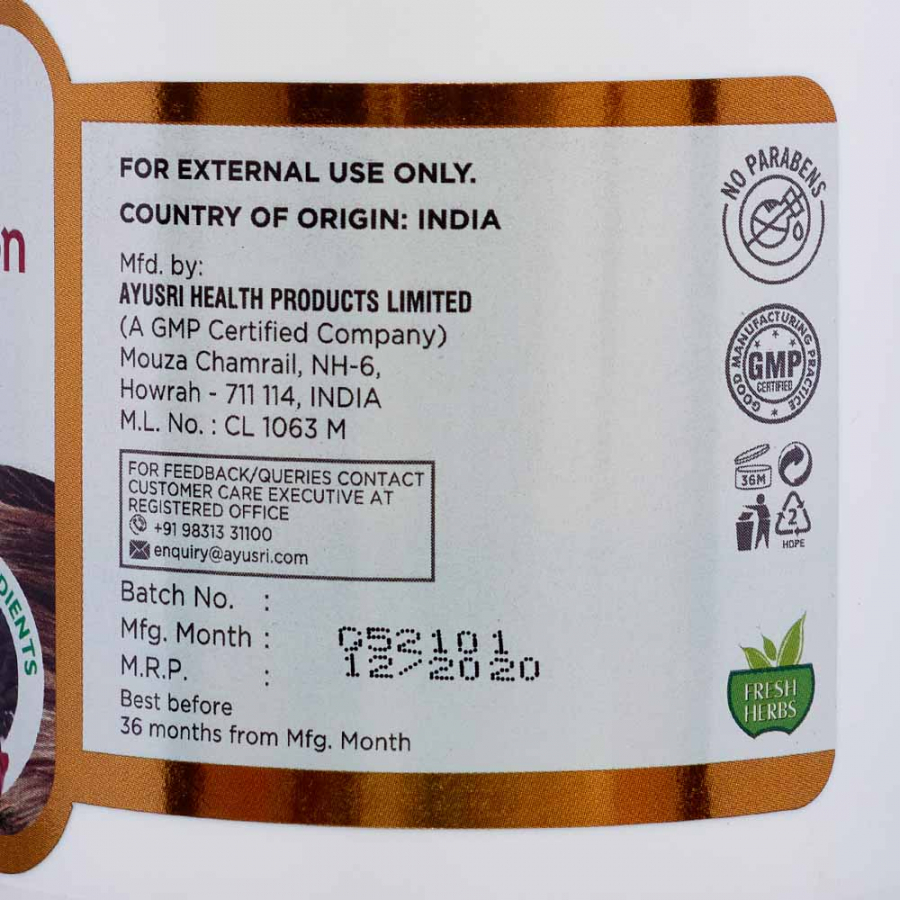 n
DIENTS
FOR EXTERNAL USE ONLY.
COUNTRY OF ORIGIN: INDIA
Mfd. by:
AYUSRI HEALTH PRODUCTS LIMITED
(A GMP Certified Company)
Mouza Chamrail, NH-6,
Howrah - 711 114, INDIA
M.L. No. : CL 1063 M
FOR FEEDBACK/QUERIES CONTACT
CUSTOMER CARE EXECUTIVE AT
REGISTERED OFFICE
+91 98313 31100
enquiry@ayusri.com
Batch No. :
Mfg. Month : G52101
M.R.P. : 12/2020
Best before
36 months from Mfg. Month
NO PARABENS
GOOD MANUFACTURING PRACTICE
GMP
CERTIFIED
36M
2
HDPE
FRESH
HERBS